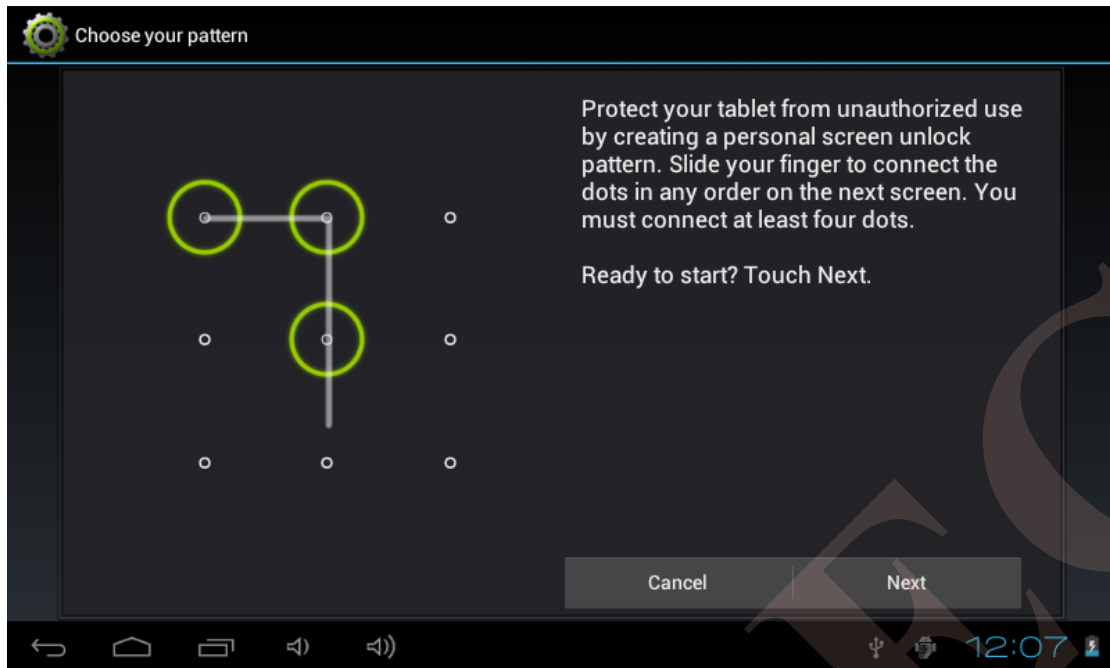 Choose your pattern
Protect your tablet from unauthorized use
by creating a personal screen unlock
pattern. Slide your finger to connect the
dots in any order on the next screen. You
must connect at least four dots.
Ready to start? Touch Next.
Cancel
Next
12:07